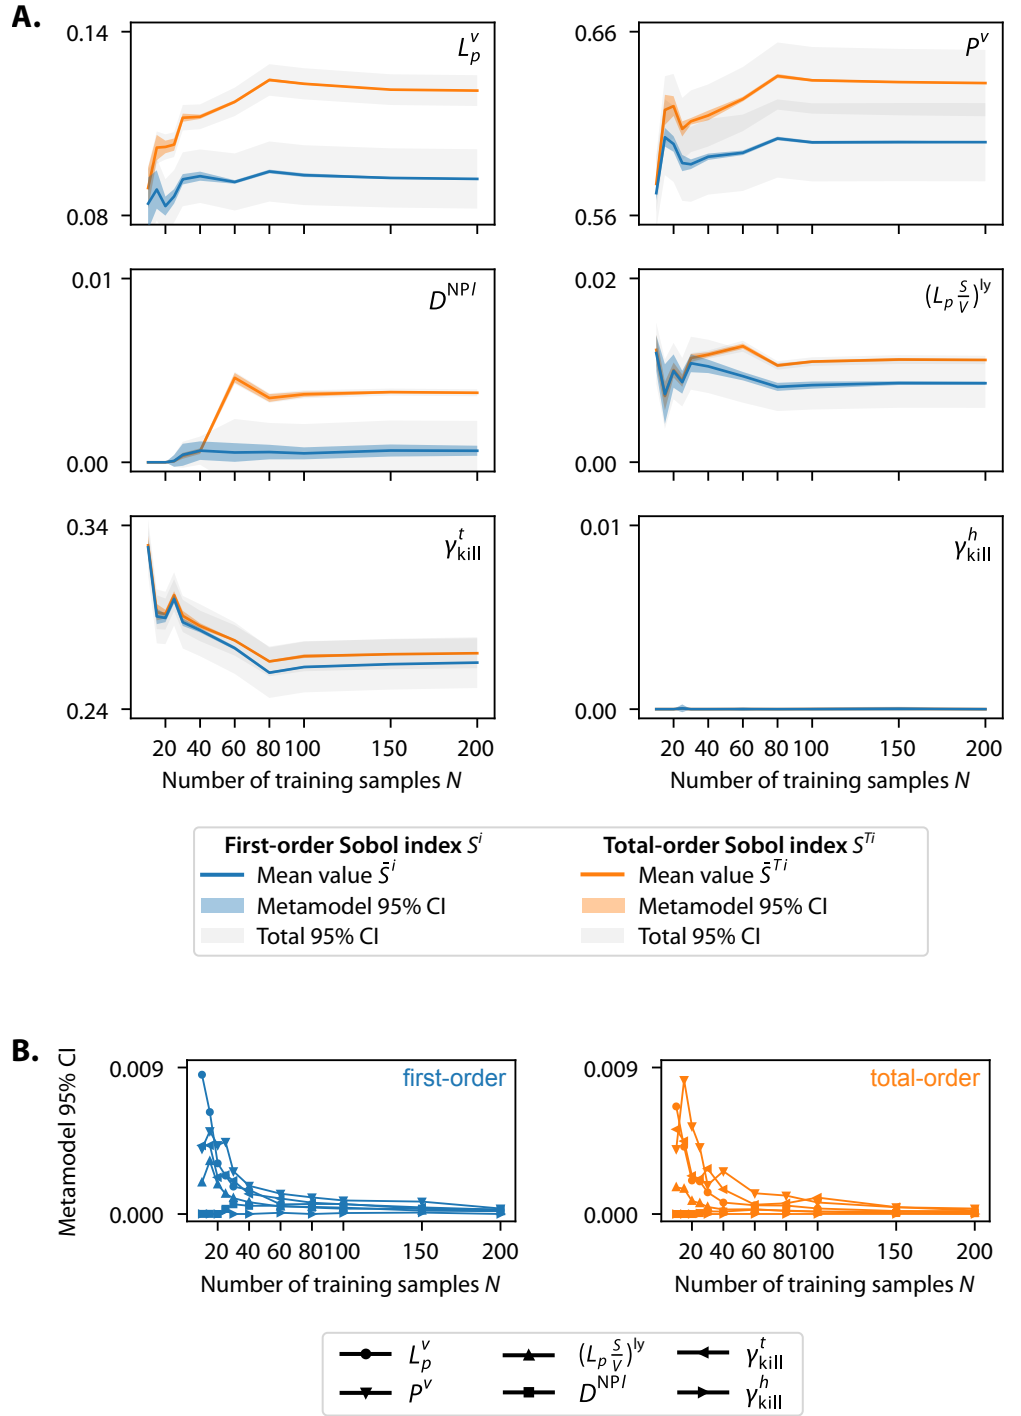 A.
0.14
0.08
L_p^v
0.66
0.56
P^v
0.01
0.00
D^NPl
0.02
0.00
(L_p S/V)^ly
0.34
0.24
γ_kill^t
20 40 60 80 100 150 200
Number of training samples N
0.01
0.00
γ_kill^h
20 40 60 80 100 150 200
Number of training samples N
First-order Sobol index S^i
Mean value S̄^i
Metamodel 95% CI
Total 95% CI
Total-order Sobol index S^Ti
Mean value S̄^Ti
Metamodel 95% CI
Total 95% CI
B.
Metamodel 95% CI
0.009
0.000
first-order
20 40 60 80 100 150 200
Number of training samples N
0.009
0.000
total-order
20 40 60 80 100 150 200
Number of training samples N
L_p^v (L_p S/V)^ly γ_kill^t
P^v D^NPl γ_kill^h